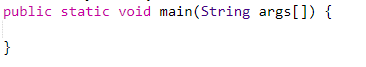 public static void main(String args[]) {
}